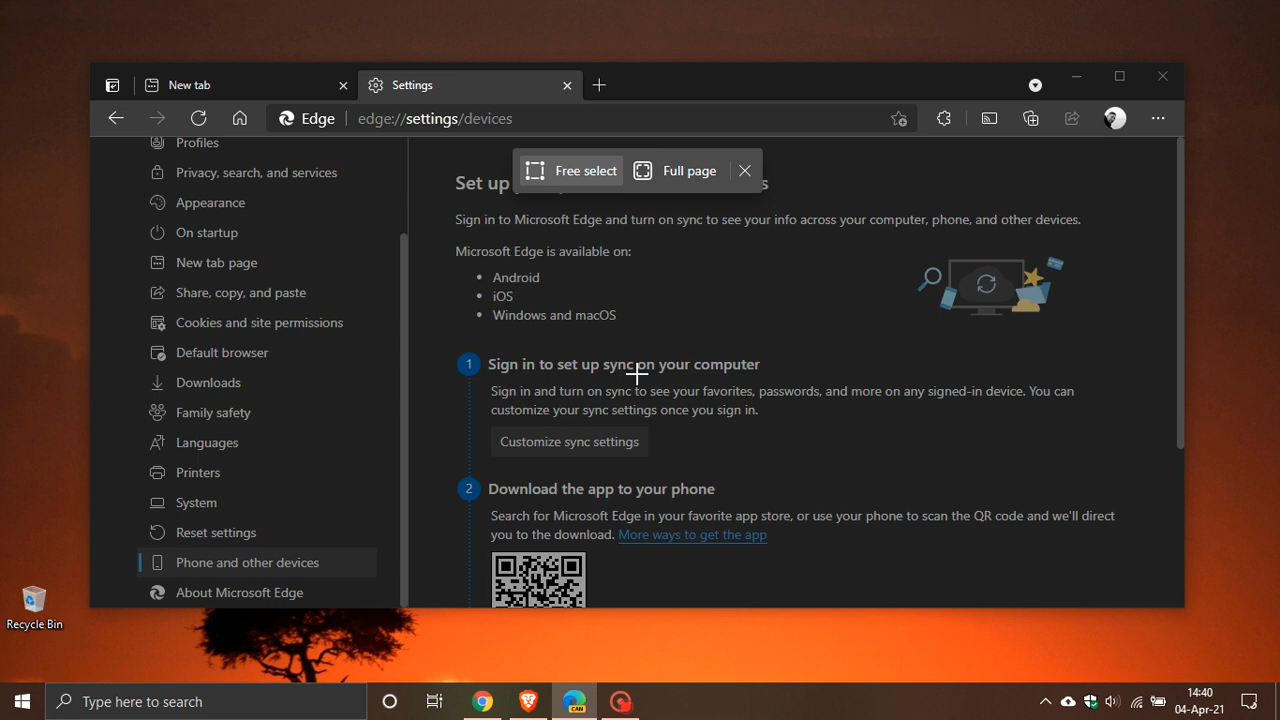 New tab
Settings
Edge
edge://settings/devices
Free select
Full page
Profiles
Privacy, search, and services
Appearance
On startup
New tab page
Share, copy, and paste
Cookies and site permissions
Default browser
Downloads
Family safety
Languages
Printers
System
Reset settings
Phone and other devices
About Microsoft Edge
Set up
Sign in to Microsoft Edge and turn on sync to see your info across your computer, phone, and other devices.
Microsoft Edge is available on:
Android
iOS
Windows and macOS
1 Sign in to set up sync on your computer
Sign in and turn on sync to see your favorites, passwords, and more on any signed-in device. You can
customize your sync settings once you sign in.
Customize sync settings
2 Download the app to your phone
Search for Microsoft Edge in your favorite app store, or use your phone to scan the QR code and we'll direct
you to the download. More ways to get the app
Recycle Bin
Type here to search
CAN
14:40
04-Apr-21